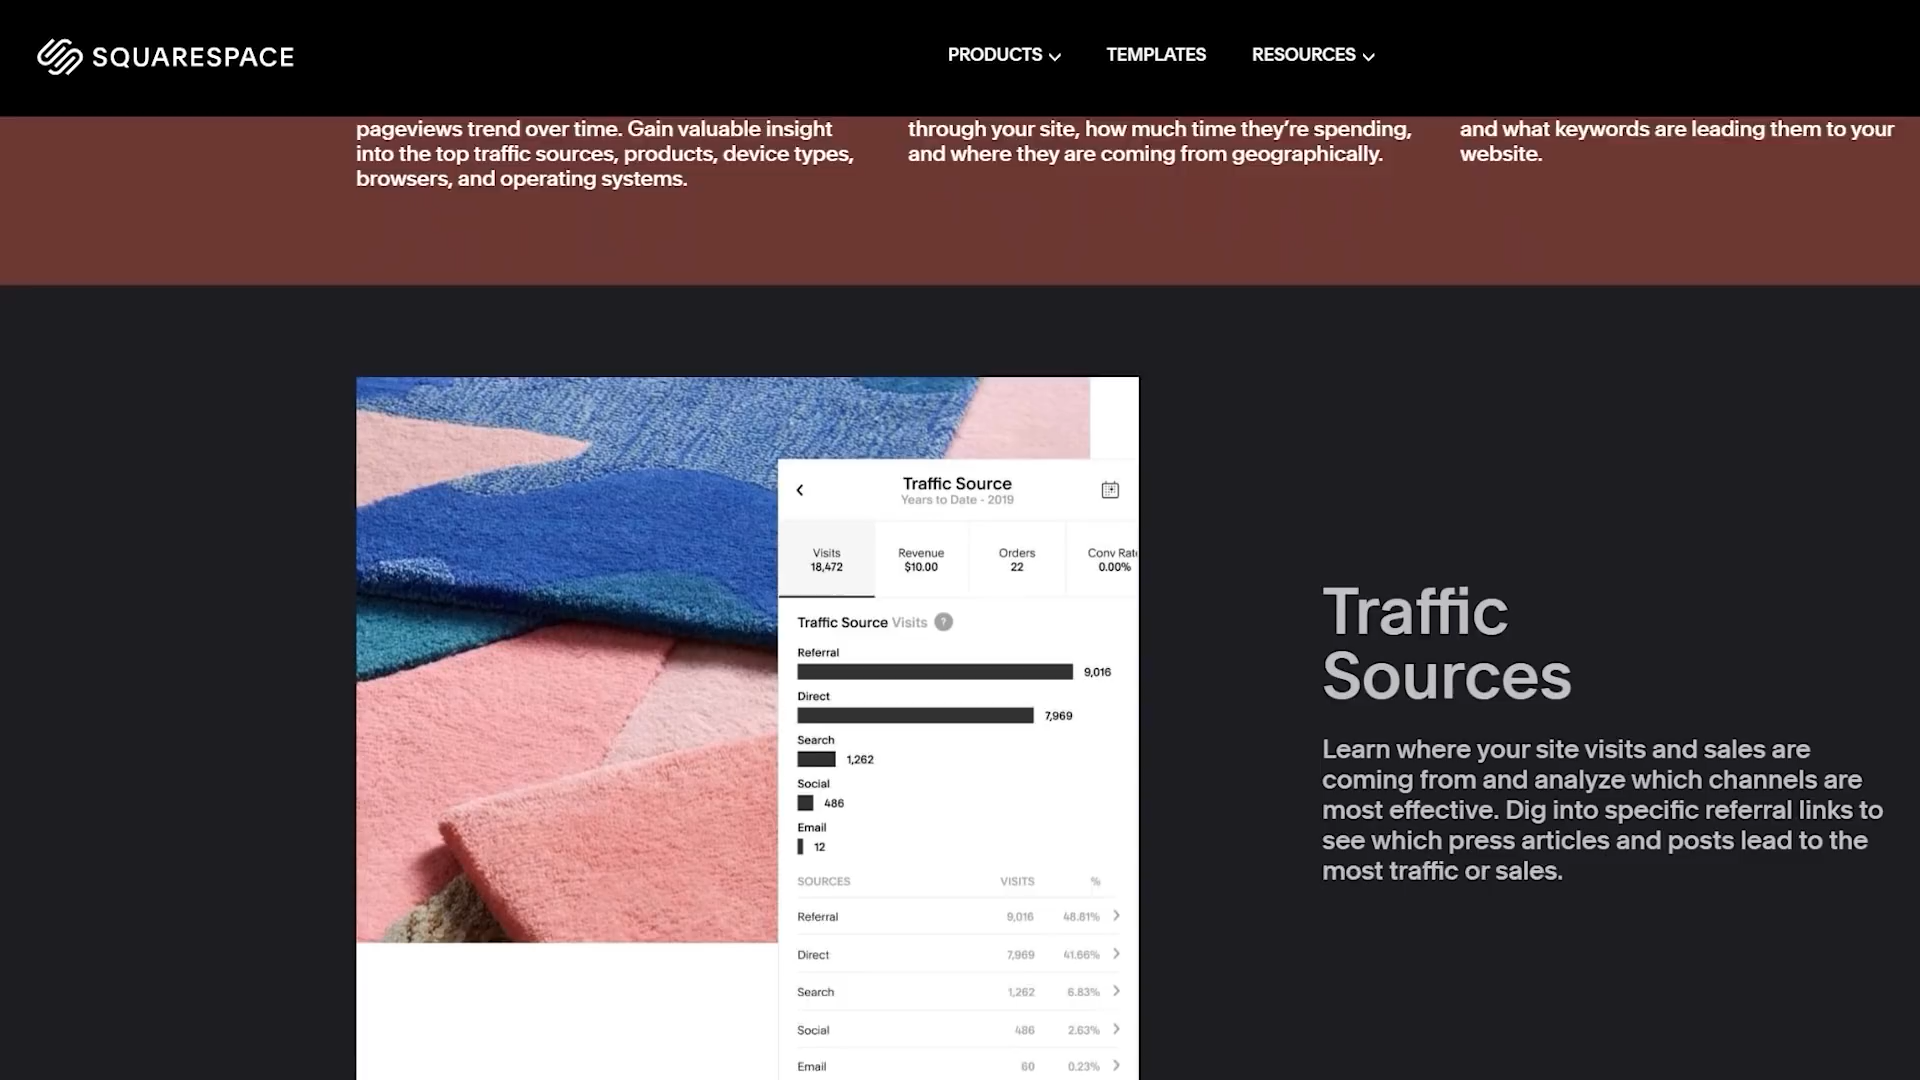 SQUARESPACE
PRODUCTS
TEMPLATES
RESOURCES
pageviews trend over time. Gain valuable insight
into the top traffic sources, products, device types,
browsers, and operating systems.
through your site, how much time they’re spending,
and where they are coming from geographically.
and what keywords are leading them to your
website.
Traffic Source
Years to Date - 2019
Visits
18,472
Revenue
$10.00
Orders
22
Conv Rat
0.00%
Traffic Source Visits ?
Referral
9,016
Direct
7,969
Search
1,262
Social
486
Email
12
SOURCES VISITS %
Referral 9,016 48.81%
Direct 7,969 41.66%
Search 1,262 6.83%
Social 486 2.63%
Email 60 0.23%
Traffic
Sources
Learn where your site visits and sales are
coming from and analyze which channels are
most effective. Dig into specific referral links to
see which press articles and posts lead to the
most traffic or sales.